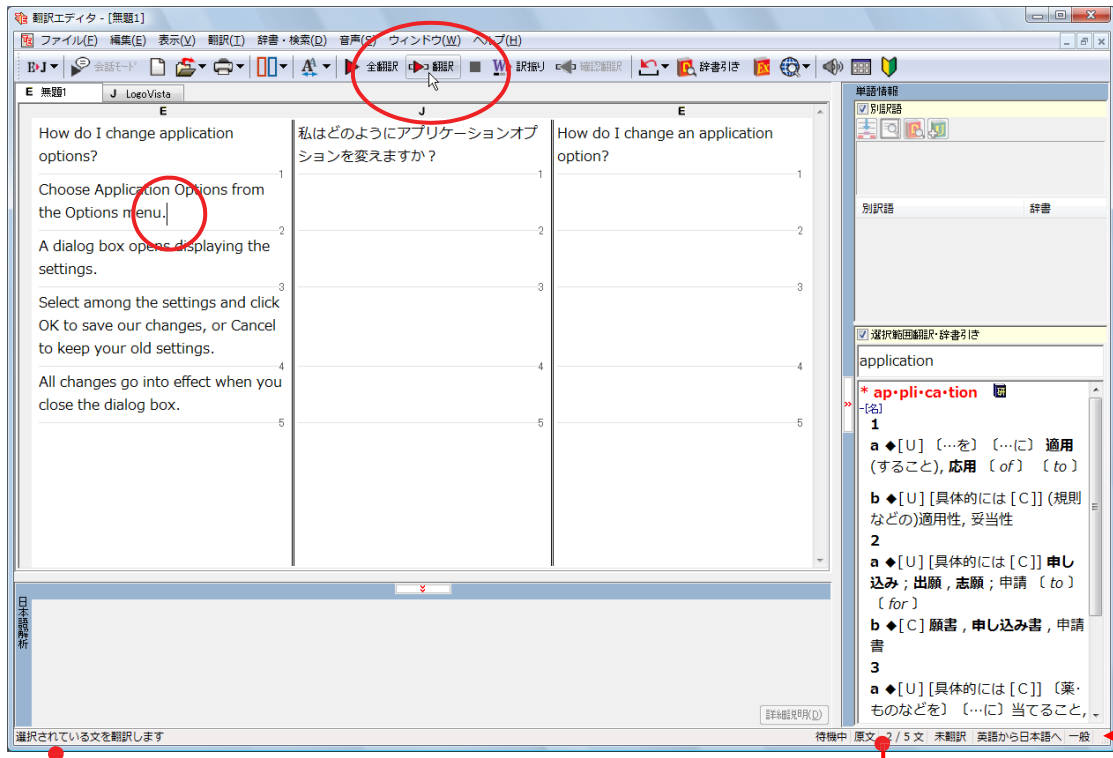 翻訳エディタ - [無題1]
ファイル(F) 編集(E) 表示(V) 翻訳(T) 辞書・検索(D) 音声(S) ウィンドウ(W) ヘルプ(H)
E▸J 会話モード 全翻訳 翻訳 訳振り 確認翻訳 辞書引き
E 無題1 J LogoVista
E J E
How do I change application
options?
1
Choose Application Options from
the Options menu.
2
A dialog box opens displaying the
settings.
3
Select among the settings and click
OK to save our changes, or Cancel
to keep your old settings.
4
All changes go into effect when you
close the dialog box.
5
私はどのようにアプリケーションオプ
ションを変えますか？
1
2
3
4
5
How do I change an application
option?
1
2
3
4
5
日本語解析
詳細説明(D)
単語情報
別訳語
別訳語 辞書
選択範囲翻訳・辞書引き
application
* ap・pli・ca・tion
-[名]
1
a ◆[U] 〔…を〕〔…に〕 適用
(すること), 応用 〔 of 〕 〔 to 〕
b ◆[U] [具体的には [C]] (規則
などの)適用性, 妥当性
2
a ◆[U] [具体的には [C]] 申し
込み ; 出願 , 志願 ; 申請 〔 to 〕
〔 for 〕
b ◆[C] 願書 , 申し込み書 , 申請
書
3
a ◆[U] [具体的には [C]] 〔薬・
ものなどを〕〔…に〕当てること,
選択されている文を翻訳します
待機中 原文 2 / 5 文 未翻訳 英語から日本語へ 一般